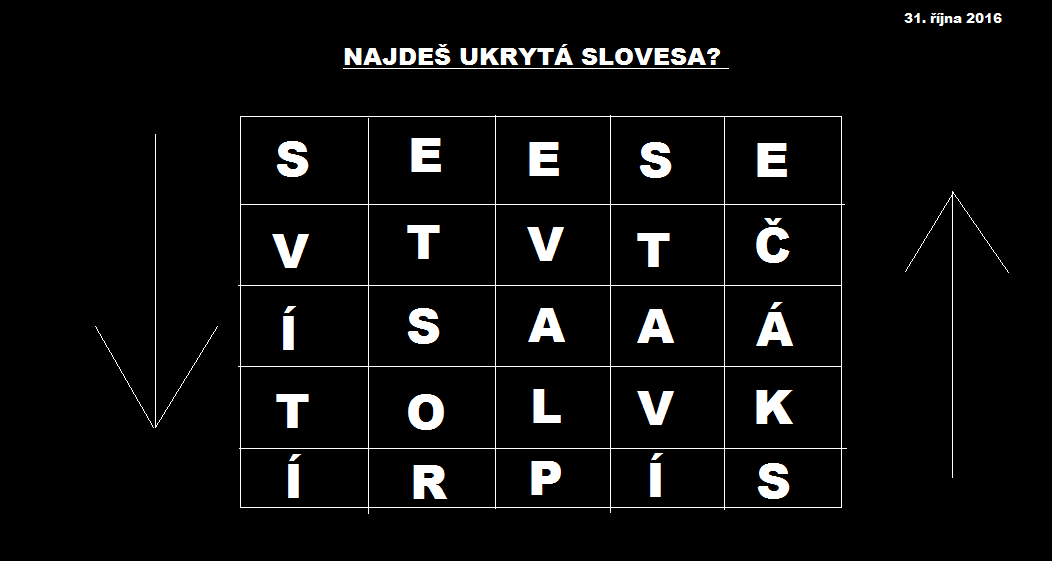 31. října 2016
NAJDEŠ UKRYTÁ SLOVESA?
S E E S E
V T V T Č
Í S A A Á
T O L V K
Í R P Í S